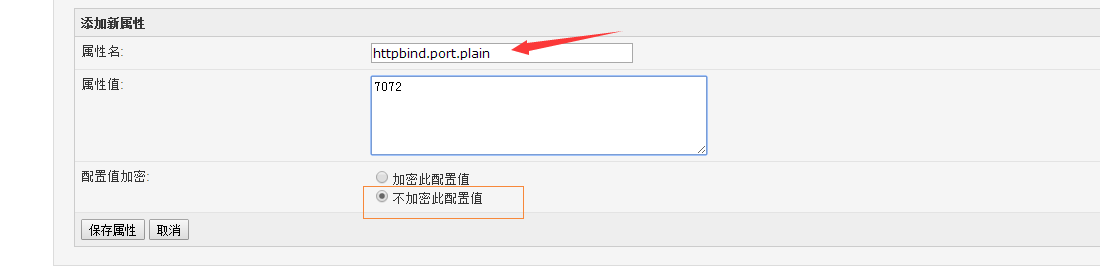 添加新属性
属性名:
httpbind.port.plain
属性值:
7072
配置值加密:
加密此配置值
不加密此配置值
保存属性 取消